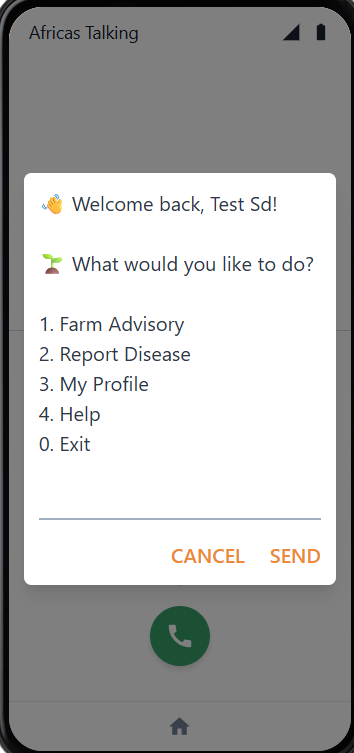 Africas Talking
👋 Welcome back, Test Sd!
🌱 What would you like to do?
1. Farm Advisory
2. Report Disease
3. My Profile
4. Help
0. Exit
CANCEL SEND